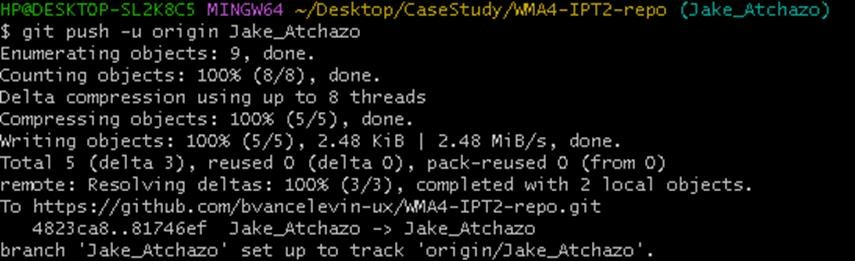 HP@DESKTOP-SL2K8C5 MINGW64 ~/Desktop/CaseStudy/WMA4-IPT2-repo (Jake_Atchazo)
$ git push -u origin Jake_Atchazo
Enumerating objects: 9, done.
Counting objects: 100% (8/8), done.
Delta compression using up to 8 threads
Compressing objects: 100% (5/5), done.
Writing objects: 100% (5/5), 2.48 KiB | 2.48 MiB/s, done.
Total 5 (delta 3), reused 0 (delta 0), pack-reused 0 (from 0)
remote: Resolving deltas: 100% (3/3), completed with 2 local objects.
To https://github.com/bvancelevin-ux/WMA4-IPT2-repo.git
   4823ca8..81746ef  Jake_Atchazo -> Jake_Atchazo
branch 'Jake_Atchazo' set up to track 'origin/Jake_Atchazo'.